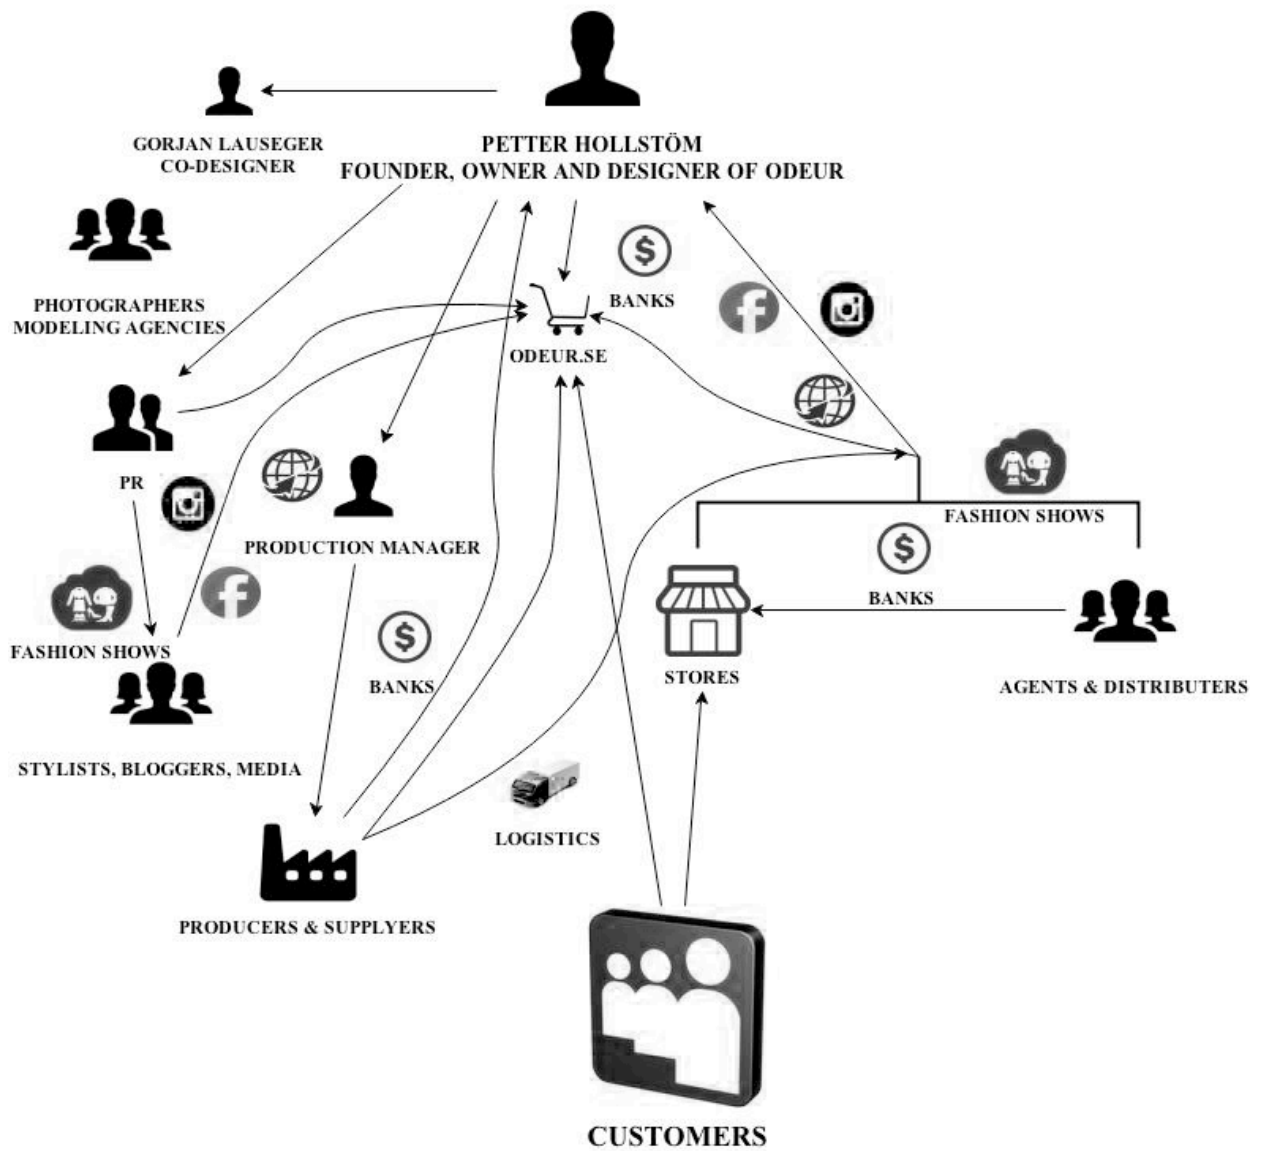 GORJAN LAUSEGER
CO-DESIGNER
PETTER HOLLSTÖM
FOUNDER, OWNER AND DESIGNER OF ODEUR
$
BANKS
PHOTOGRAPHERS
MODELING AGENCIES
f
ODEUR.SE
PR
PRODUCTION MANAGER
FASHION SHOWS
$
BANKS
f
FASHION SHOWS
$
BANKS
STORES
AGENTS & DISTRIBUTERS
STYLISTS, BLOGGERS, MEDIA
LOGISTICS
PRODUCERS & SUPPLYERS
CUSTOMERS